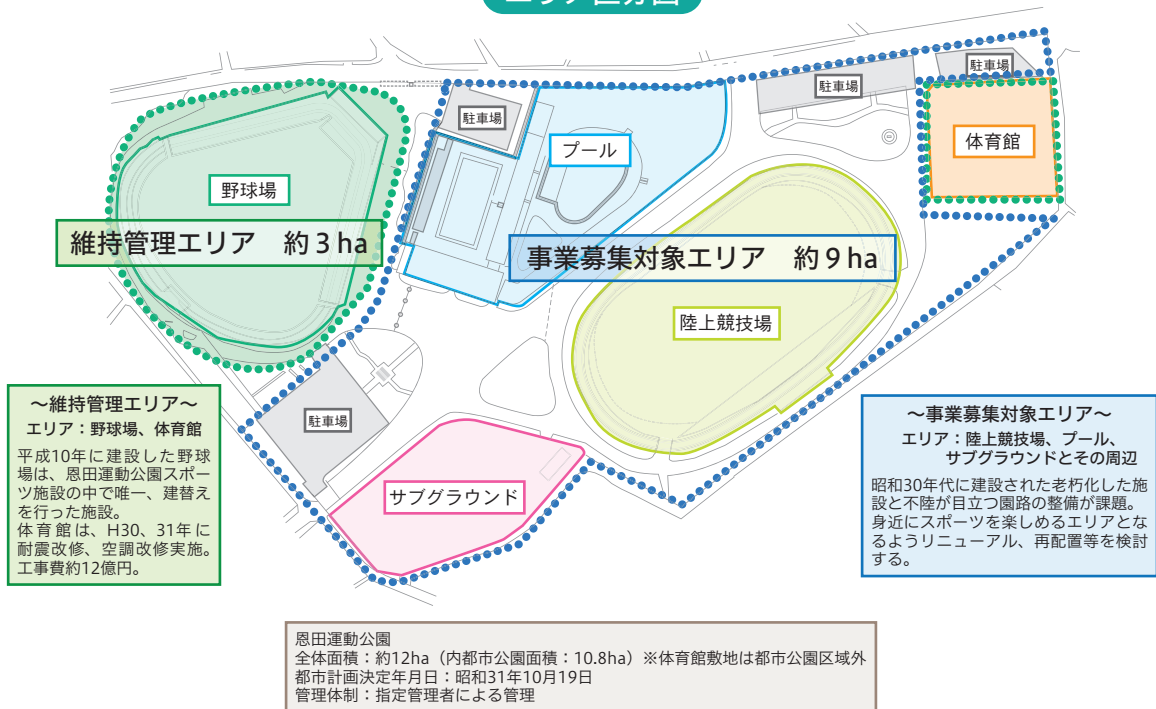 エリア区分図
駐車場
駐車場
駐車場
プール
体育館
野球場
維持管理エリア　約３ha
事業募集対象エリア　約９ha
陸上競技場
駐車場
サブグラウンド
～維持管理エリア～
エリア：野球場、体育館
平成10年に建設した野球
場は、恩田運動公園スポー
ツ施設の中で唯一、建替え
を行った施設。
体育館は、H30、31年に
耐震改修、空調改修実施。
工事費約12億円。
～事業募集対象エリア～
エリア：陸上競技場、プール、
サブグラウンドとその周辺
昭和30年代に建設された老朽化した施
設と不陸が目立つ園路の整備が課題。
身近にスポーツを楽しめるエリアとな
るようリニューアル、再配置等を検討
する。
恩田運動公園
全体面積：約12ha（内都市公園面積：10.8ha）※体育館敷地は都市公園区域外
都市計画決定年月日：昭和31年10月19日
管理体制：指定管理者による管理